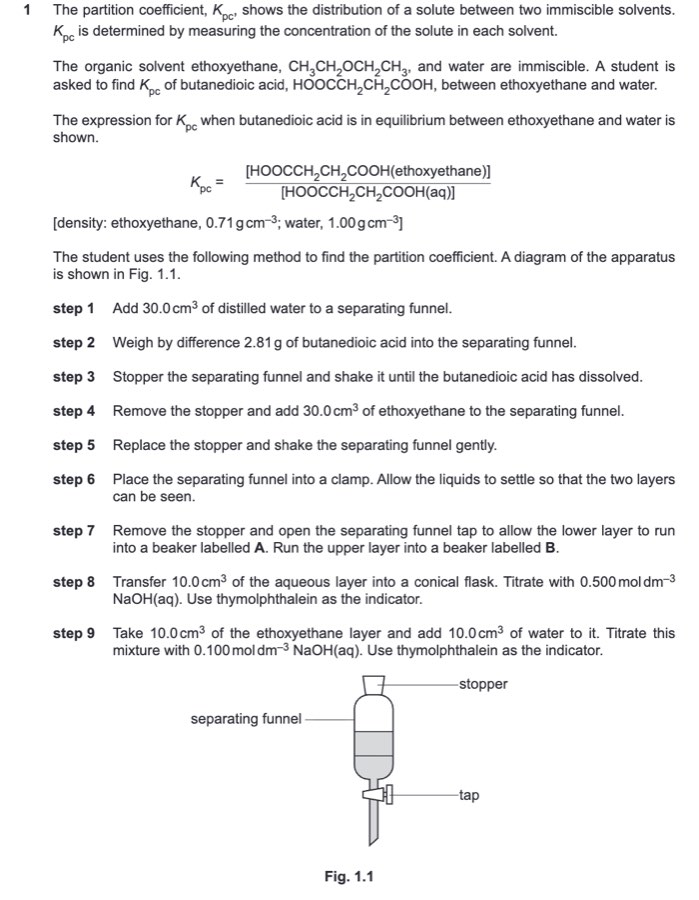 1 The partition coefficient, Kpc, shows the distribution of a solute between two immiscible solvents.
Kpc is determined by measuring the concentration of the solute in each solvent.
The organic solvent ethoxyethane, CH₃CH₂OCH₂CH₃, and water are immiscible. A student is
asked to find Kpc of butanedioic acid, HOOCCH₂CH₂COOH, between ethoxyethane and water.
The expression for Kpc when butanedioic acid is in equilibrium between ethoxyethane and water is
shown.
[HOOCCH₂CH₂COOH(ethoxyethane)]
Kpc =
[HOOCCH₂CH₂COOH(aq)]
[density: ethoxyethane, 0.71 g cm⁻³; water, 1.00 g cm⁻³]
The student uses the following method to find the partition coefficient. A diagram of the apparatus
is shown in Fig. 1.1.
step 1 Add 30.0 cm³ of distilled water to a separating funnel.
step 2 Weigh by difference 2.81 g of butanedioic acid into the separating funnel.
step 3 Stopper the separating funnel and shake it until the butanedioic acid has dissolved.
step 4 Remove the stopper and add 30.0 cm³ of ethoxyethane to the separating funnel.
step 5 Replace the stopper and shake the separating funnel gently.
step 6 Place the separating funnel into a clamp. Allow the liquids to settle so that the two layers
can be seen.
step 7 Remove the stopper and open the separating funnel tap to allow the lower layer to run
into a beaker labelled A. Run the upper layer into a beaker labelled B.
step 8 Transfer 10.0 cm³ of the aqueous layer into a conical flask. Titrate with 0.500 mol dm⁻³
NaOH(aq). Use thymolphthalein as the indicator.
step 9 Take 10.0 cm³ of the ethoxyethane layer and add 10.0 cm³ of water to it. Titrate this
mixture with 0.100 mol dm⁻³ NaOH(aq). Use thymolphthalein as the indicator.
stopper
separating funnel
tap
Fig. 1.1